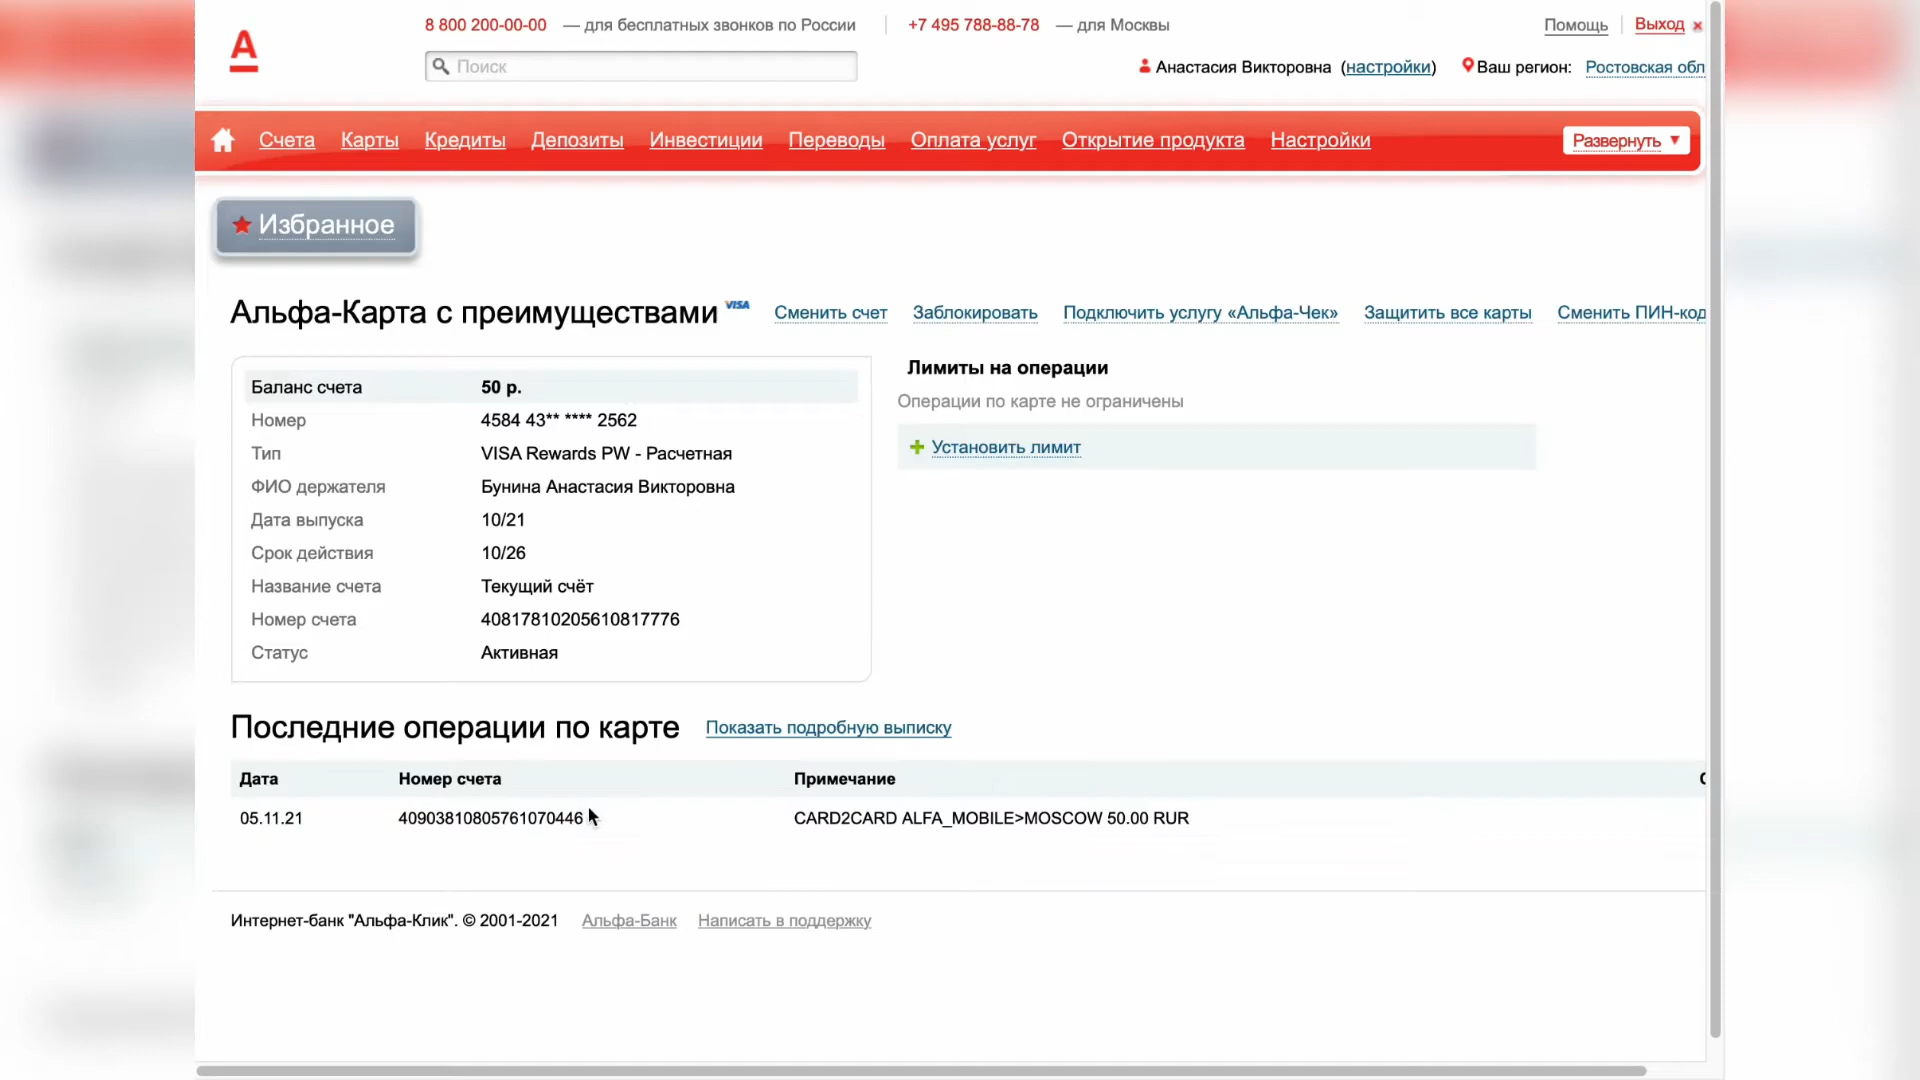 А
8 800 200-00-00 — для бесплатных звонков по России
+7 495 788-88-78 — для Москвы
Помощь
Выход
Поиск
Анастасия Викторовна (настройки)
Ваш регион: Ростовская обл
Счета Карты Кредиты Депозиты Инвестиции Переводы Оплата услуг Открытие продукта Настройки
Развернуть
Избранное
Альфа-Карта с преимуществами VISA
Сменить счет Заблокировать Подключить услугу «Альфа-Чек» Защитить все карты Сменить ПИН-код
Баланс счета 50 р.
Номер 4584 43** **** 2562
Тип VISA Rewards PW - Расчетная
ФИО держателя Бунина Анастасия Викторовна
Дата выпуска 10/21
Срок действия 10/26
Название счета Текущий счёт
Номер счета 40817810205610817776
Статус Активная
Лимиты на операции
Операции по карте не ограничены
Установить лимит
Последние операции по карте Показать подробную выписку
Дата Номер счета Примечание
05.11.21 40903810805761070446 CARD2CARD ALFA_MOBILE>MOSCOW 50.00 RUR
Интернет-банк "Альфа-Клик". © 2001-2021 Альфа-Банк Написать в поддержку